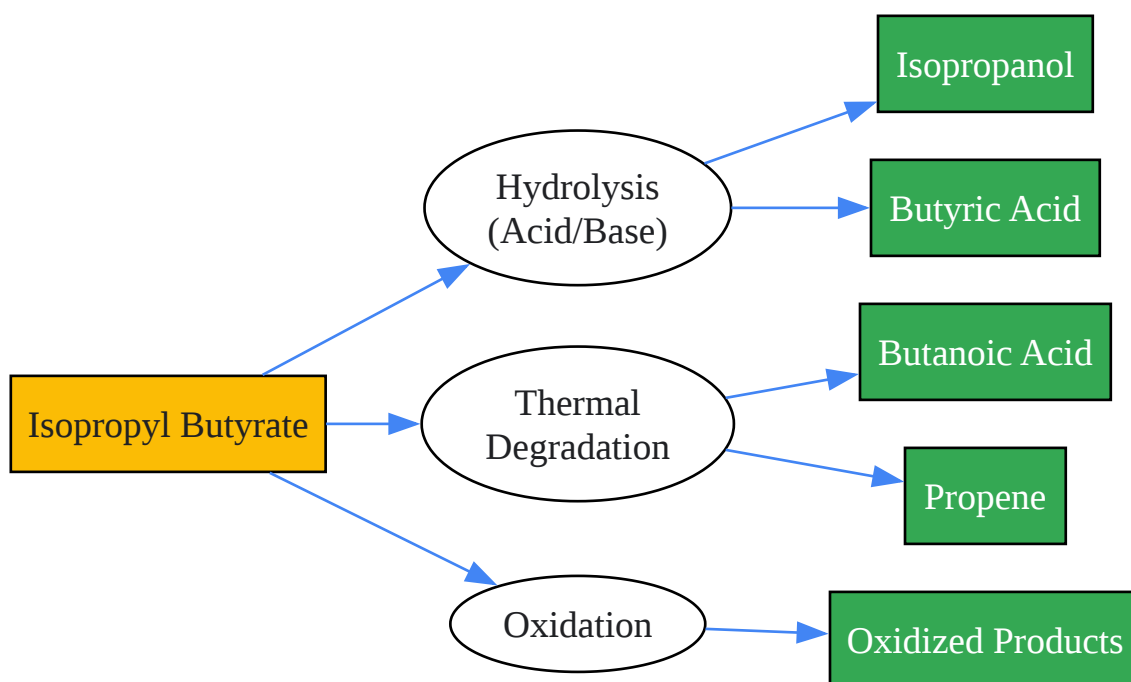 Isopropanol
Hydrolysis
(Acid/Base)
Butyric Acid
Butanoic Acid
Isopropyl Butyrate
Thermal
Degradation
Propene
Oxidation
Oxidized Products